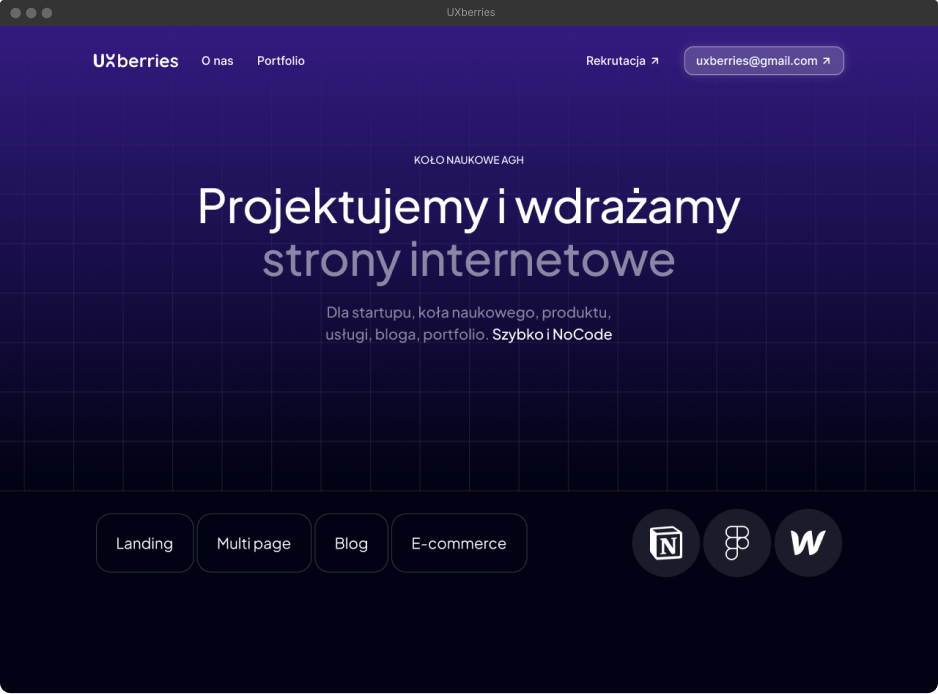 UXberries
UXberries O nas Portfolio Rekrutacja ↗ uxberries@gmail.com ↗
KOŁO NAUKOWE AGH
Projektujemy i wdrażamy
strony internetowe
Dla startupu, koła naukowego, produktu,
usługi, bloga, portfolio. Szybko i NoCode
Landing Multi page Blog E-commerce N W